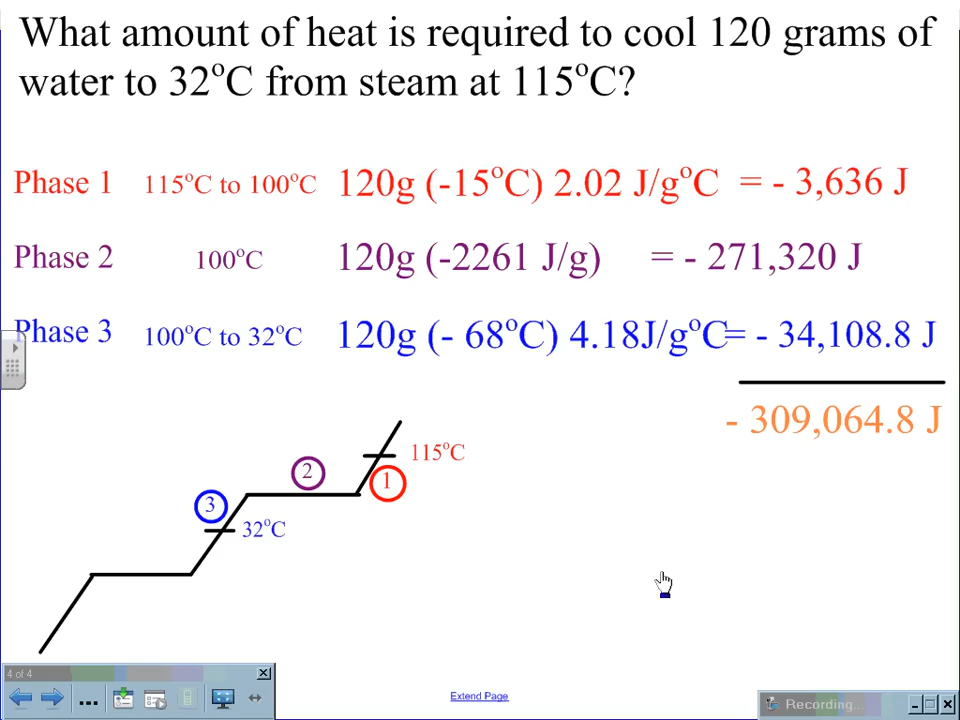 What amount of heat is required to cool 120 grams of
water to 32°C from steam at 115°C?
Phase 1 115°C to 100°C 120g (-15°C) 2.02 J/g°C = - 3,636 J
Phase 2 100°C 120g (-2261 J/g) = - 271,320 J
Phase 3 100°C to 32°C 120g (- 68°C) 4.18J/g°C= - 34,108.8 J
- 309,064.8 J
115°C
2
1
3
32°C
4 of 4
Extend Page
Recording...